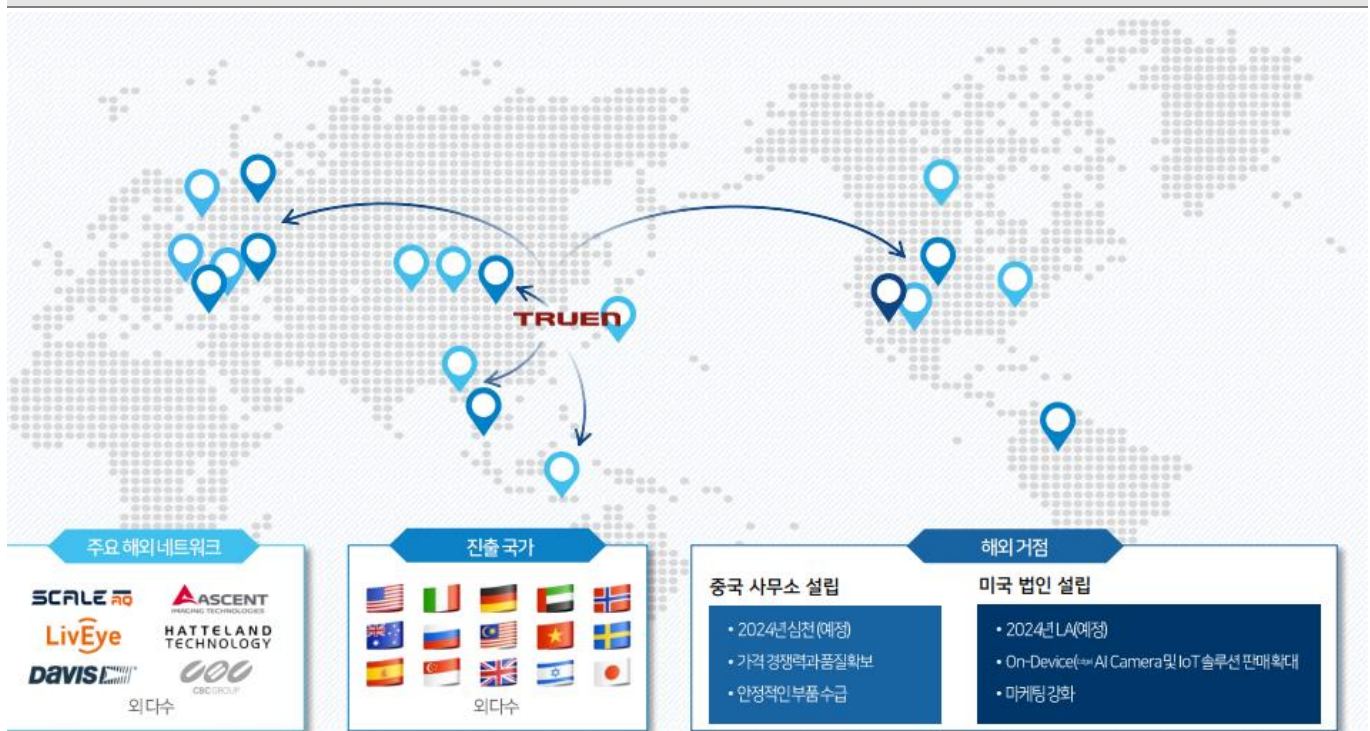 TRUEN
주요 해외 네트워크
SCALE AQ
ASCENT
IMAGING TECHNOLOGIES
LivEye
HATTELAND
TECHNOLOGY
DAVIS
CBC GROUP
외 다수
진출 국가
외 다수
해외 거점
중국 사무소 설립
• 2024년 심천 (예정)
• 가격 경쟁력과 품질 확보
• 안정적인 부품 수급
미국 법인 설립
• 2024년 LA(예정)
• On-Device( AI Camera 및 IoT 솔루션 판매 확대
• 마케팅 강화